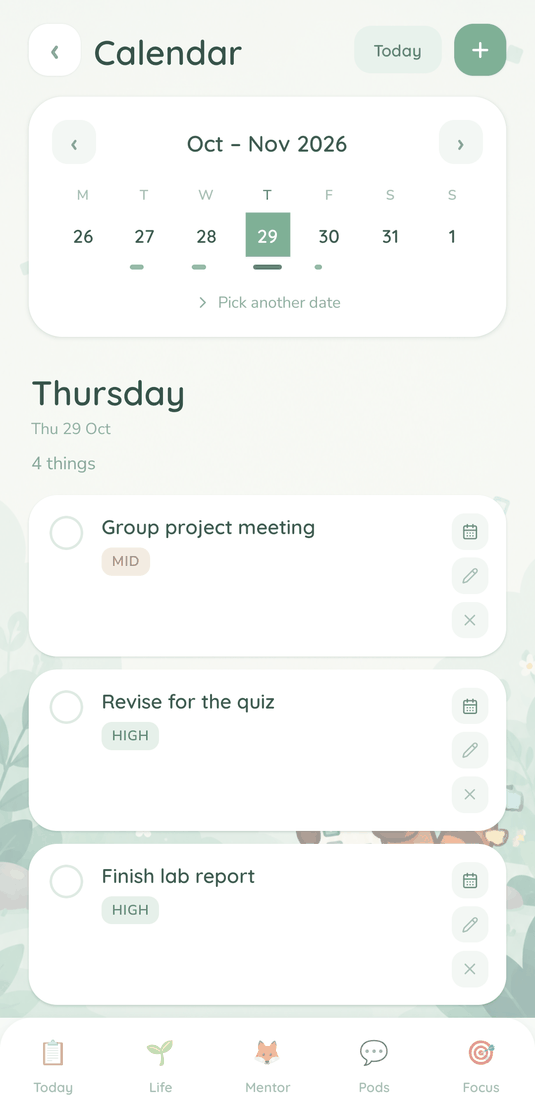 ‹ Calendar Today +
‹ Oct – Nov 2026 ›
M T W T F S S
26 27 28 29 30 31 1
Pick another date
Thursday
Thu 29 Oct
4 things
Group project meeting
MID
Revise for the quiz
HIGH
Finish lab report
HIGH
Today Life Mentor Pods Focus